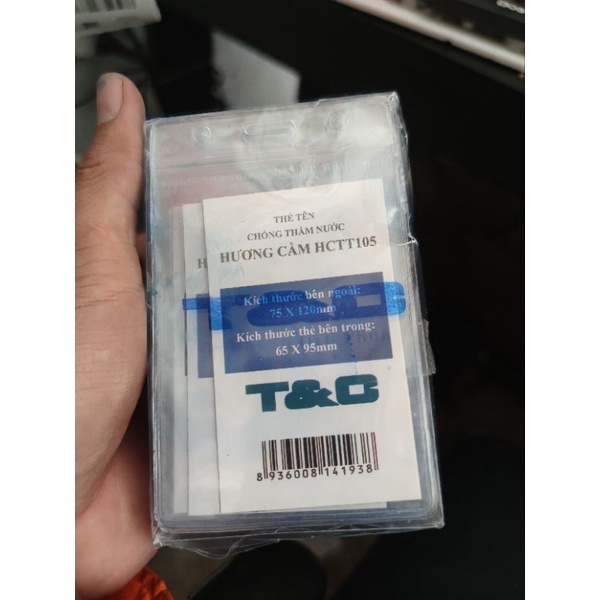 THẺ TÊN
CHỐNG THẤM NƯỚC
HƯƠNG CẢM HCTT105
H
Kích thước bên ngoài:
75 X 120mm
Kích thước thẻ bên trong:
65 X 95mm
T&C
T&C
8 936008 141938